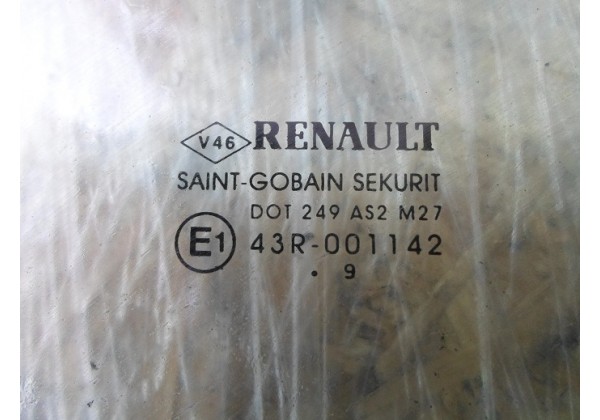 V46 RENAULT
SAINT-GOBAIN SEKURIT
DOT 249 AS2 M27
E1 43R-001142
. 9